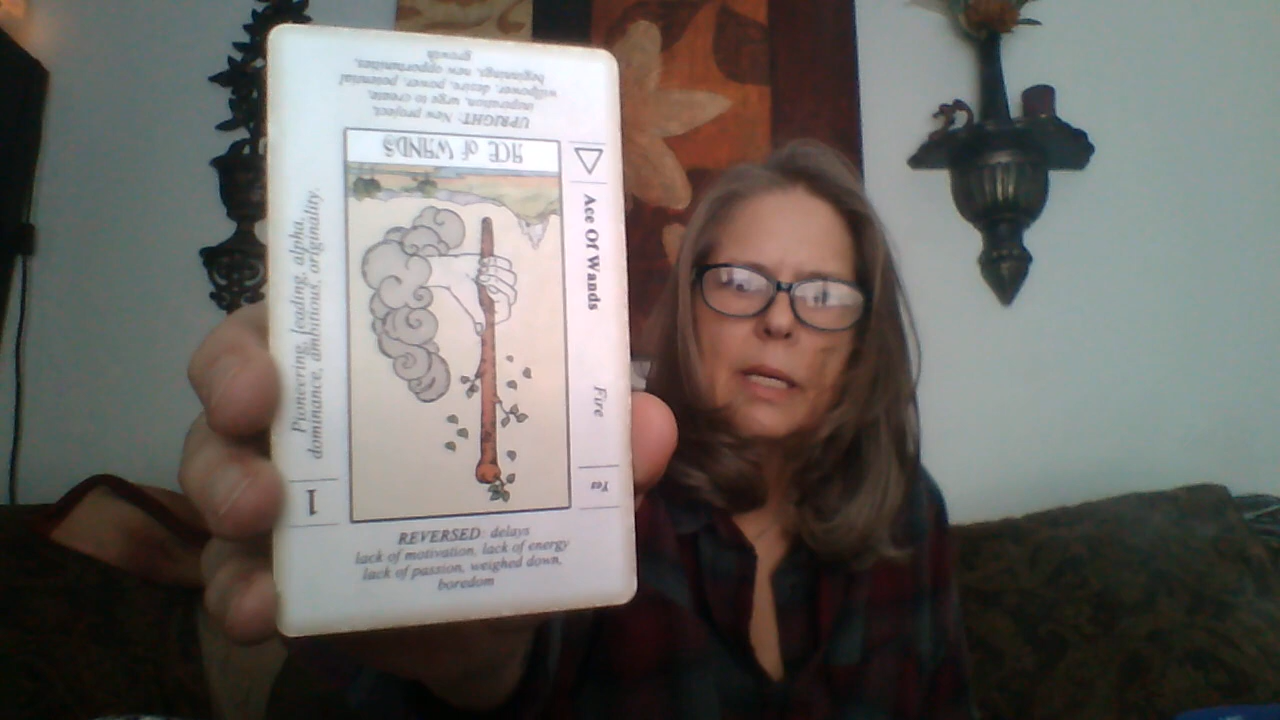 UPRIGHT: New project,
inspiration, urge to create,
willpower, desire, power, potential
beginnings, new opportunities,
growth
ACE of WANDS
Ace Of Wands
Fire
Yes
Pioneering, leading, alpha,
dominance, ambitious, originality.
1
REVERSED: delays
lack of motivation, lack of energy
lack of passion, weighed down,
boredom